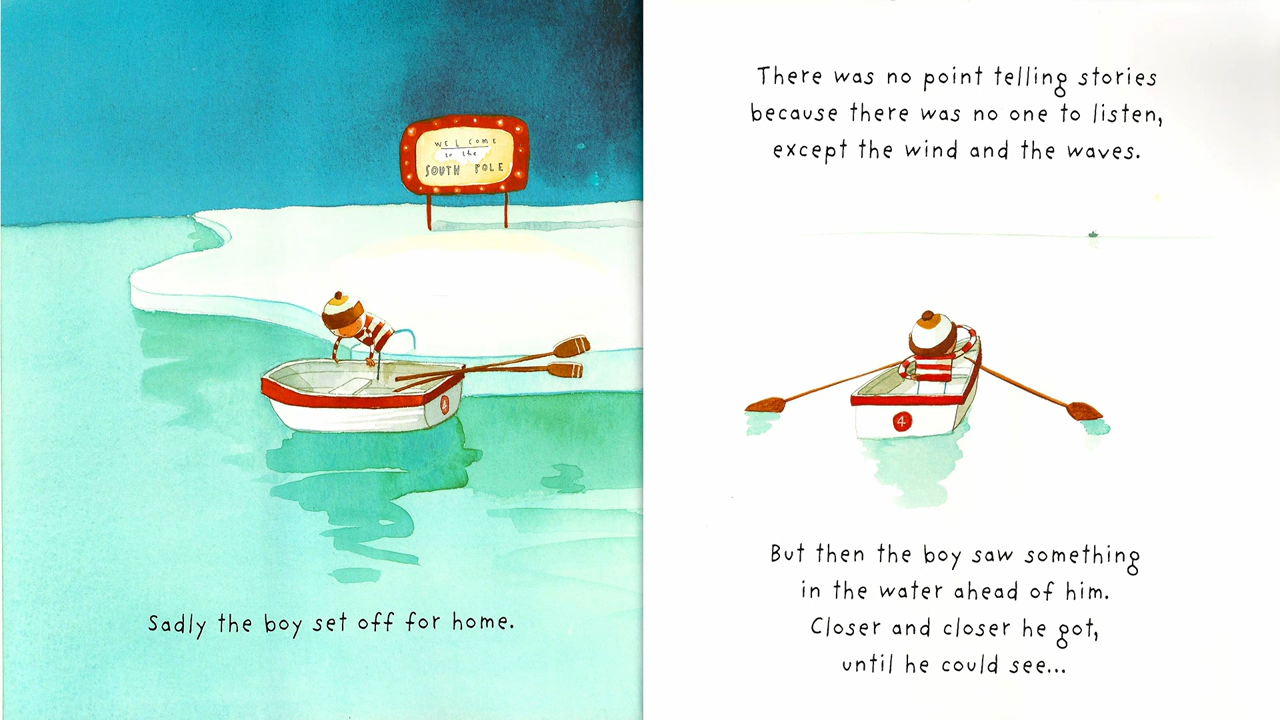 WELCOME
to the
SOUTH POLE
Sadly the boy set off for home.
There was no point telling stories
because there was no one to listen,
except the wind and the waves.
4
But then the boy saw something
in the water ahead of him.
Closer and closer he got,
until he could see...